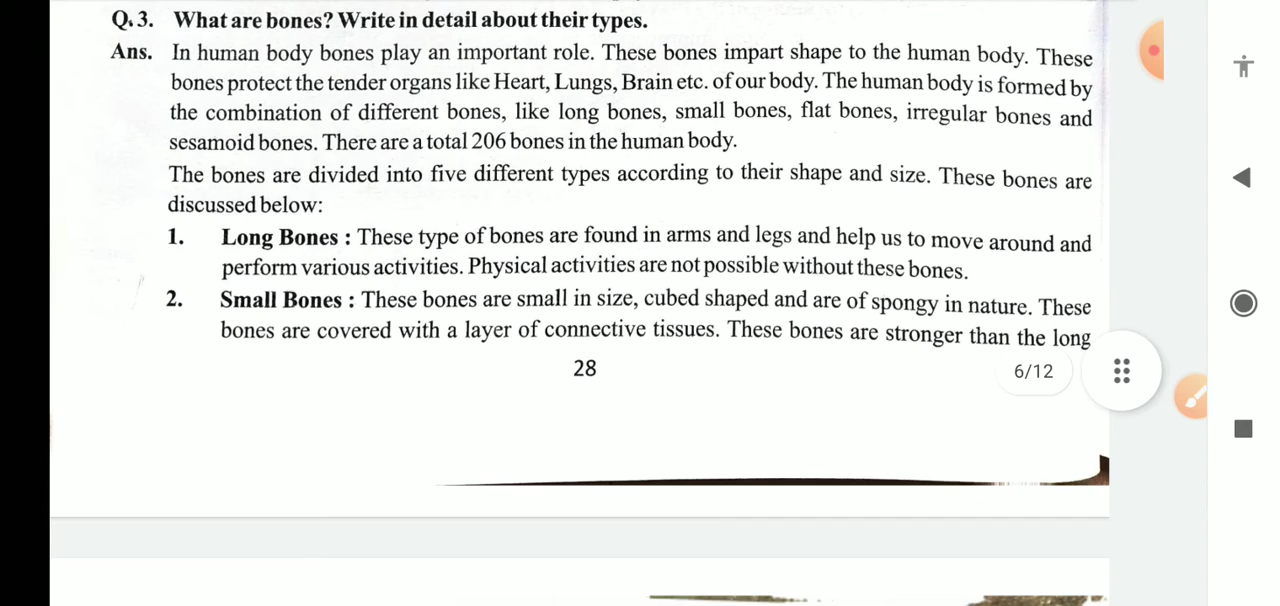 Q. 3. What are bones? Write in detail about their types.
Ans. In human body bones play an important role. These bones impart shape to the human body. These
bones protect the tender organs like Heart, Lungs, Brain etc. of our body. The human body is formed by
the combination of different bones, like long bones, small bones, flat bones, irregular bones and
sesamoid bones. There are a total 206 bones in the human body.
The bones are divided into five different types according to their shape and size. These bones are
discussed below:
1. Long Bones : These type of bones are found in arms and legs and help us to move around and
perform various activities. Physical activities are not possible without these bones.
2. Small Bones : These bones are small in size, cubed shaped and are of spongy in nature. These
bones are covered with a layer of connective tissues. These bones are stronger than the long
28
6/12